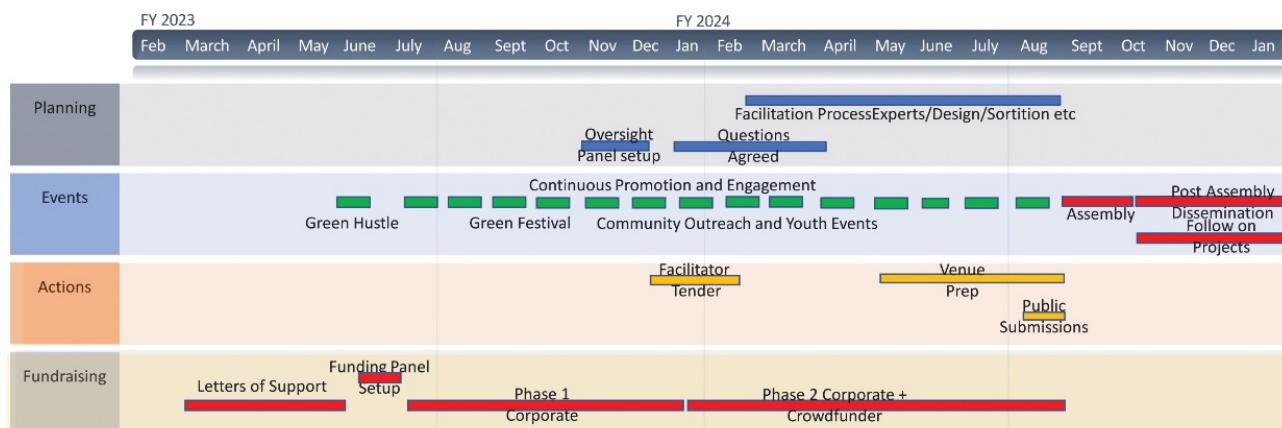 FY 2023
FY 2024
Feb March April May June July Aug Sept Oct Nov Dec Jan Feb March April May June July Aug Sept Oct Nov Dec Jan
Planning
Facilitation ProcessExperts/Design/Sortition etc
Oversight
Panel setup
Questions
Agreed
Events
Continuous Promotion and Engagement
Green Hustle
Green Festival
Community Outreach and Youth Events
Assembly
Post Assembly
Dissemination
Follow on
Projects
Actions
Facilitator
Tender
Venue
Prep
Public
Submissions
Fundraising
Letters of Support
Funding Panel
Setup
Phase 1
Corporate
Phase 2 Corporate +
Crowdfunder